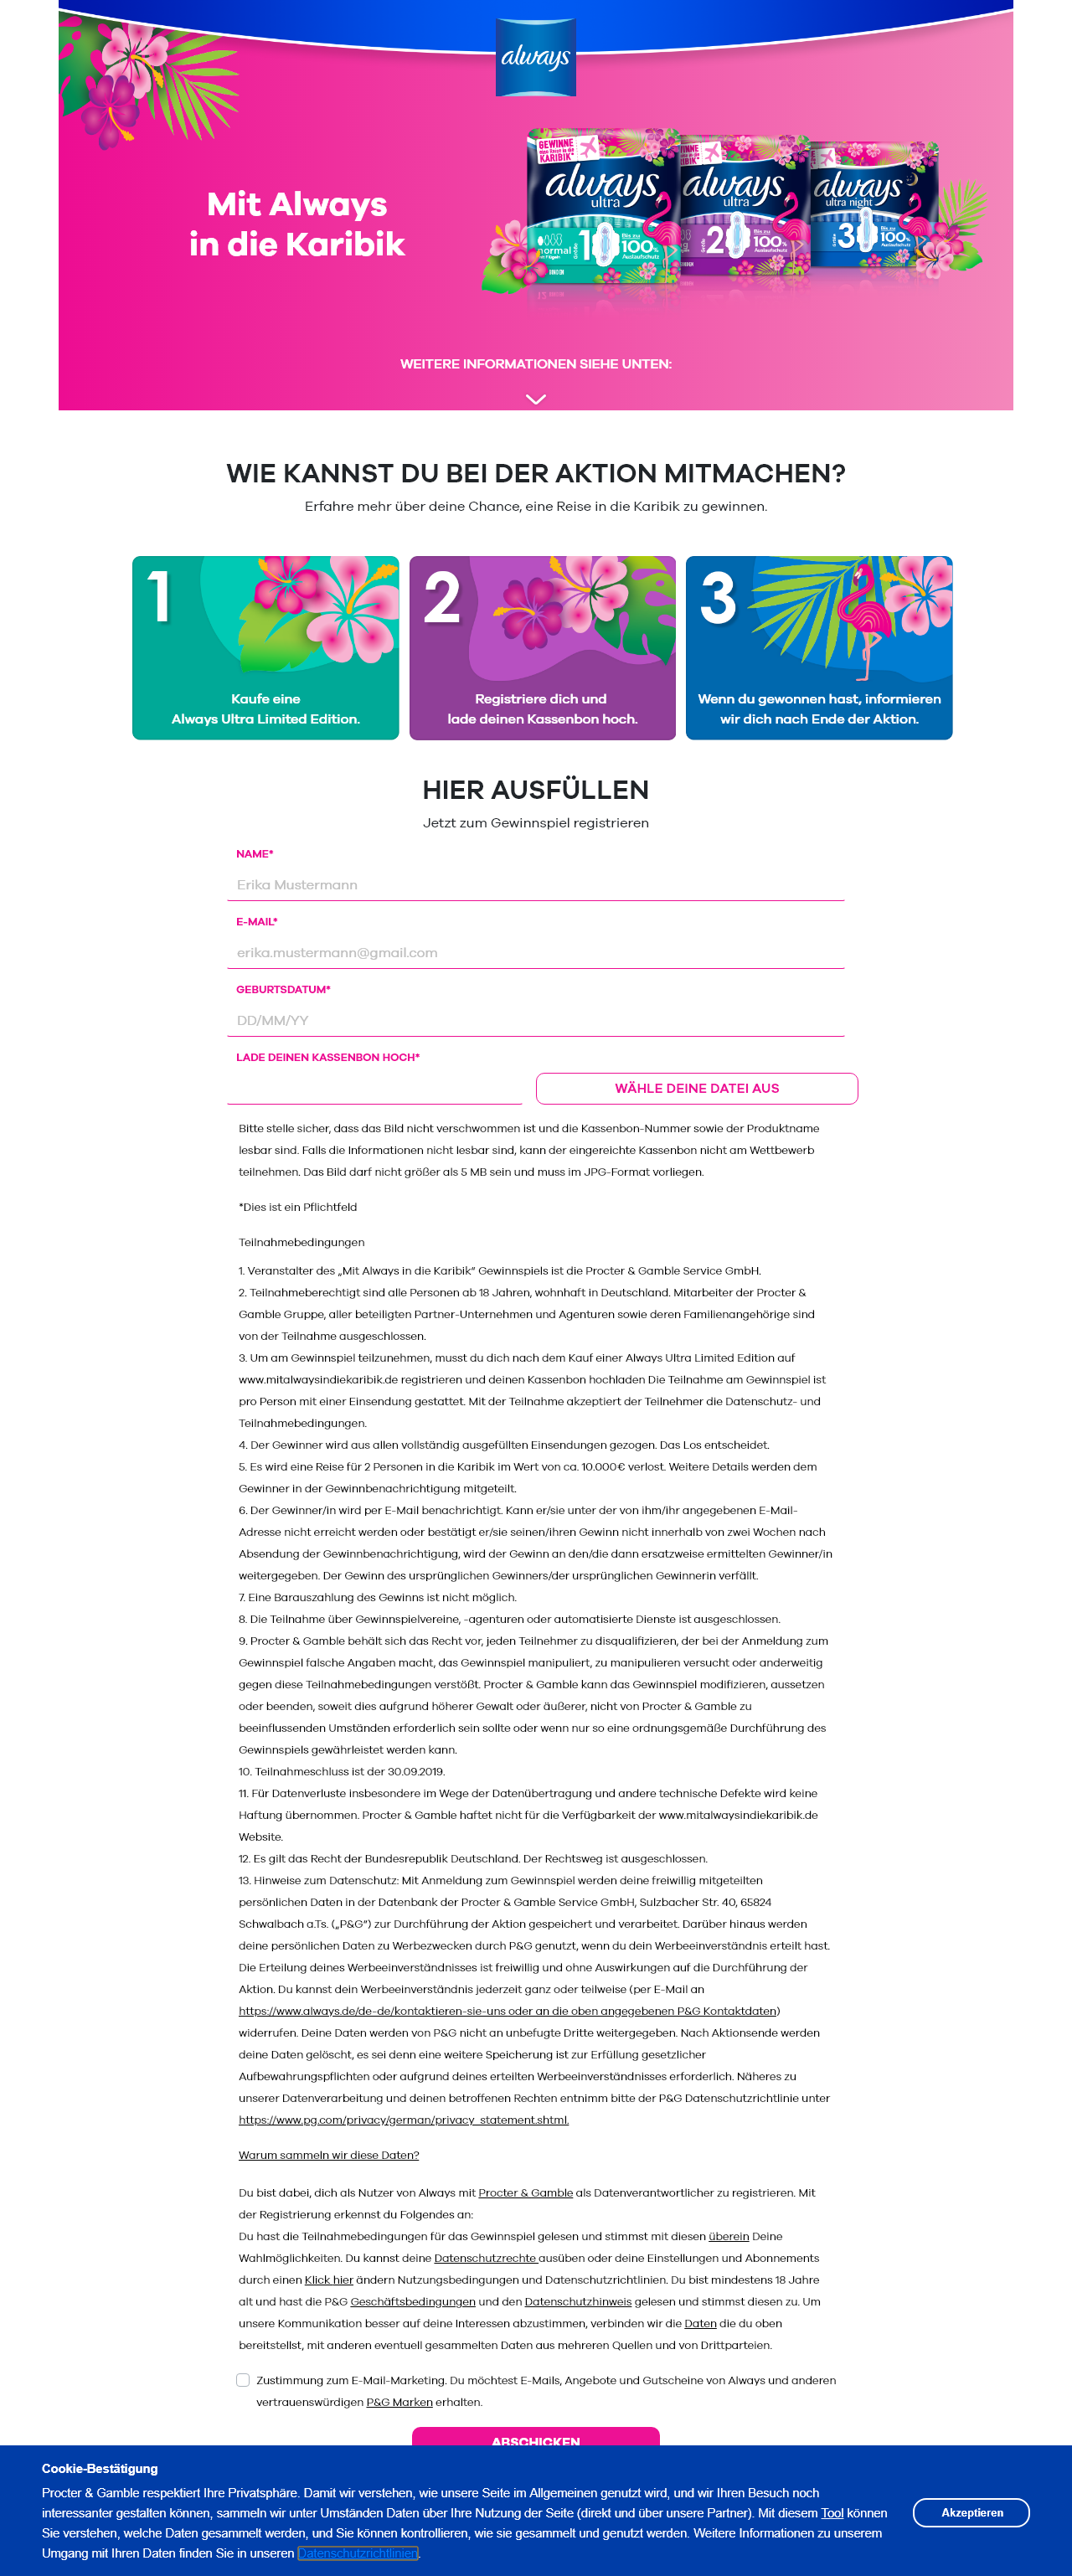 always
GEWINNE
eine Reise in die
KARIBIK*
always
ultra
normal
mit Flügeln
Größe
1
Bis zu
100%
Auslaufschutz
always
ultra
Größe
2
Bis zu
100%
Auslaufschutz
always
ultra night
Größe
3
Bis zu
100%
Auslaufschutz
Mit Always
in die Karibik
WEITERE INFORMATIONEN SIEHE UNTEN:
WIE KANNST DU BEI DER AKTION MITMACHEN?
Erfahre mehr über deine Chance, eine Reise in die Karibik zu gewinnen.
1
Kaufe eine
Always Ultra Limited Edition.
2
Registriere dich und
lade deinen Kassenbon hoch.
3
Wenn du gewonnen hast, informieren
wir dich nach Ende der Aktion.
HIER AUSFÜLLEN
Jetzt zum Gewinnspiel registrieren
NAME*
Erika Mustermann
E-MAIL*
erika.mustermann@gmail.com
GEBURTSDATUM*
DD/MM/YY
LADE DEINEN KASSENBON HOCH*
WÄHLE DEINE DATEI AUS
Bitte stelle sicher, dass das Bild nicht verschwommen ist und die Kassenbon-Nummer sowie der Produktname
lesbar sind. Falls die Informationen nicht lesbar sind, kann der eingereichte Kassenbon nicht am Wettbewerb
teilnehmen. Das Bild darf nicht größer als 5 MB sein und muss im JPG-Format vorliegen.
*Dies ist ein Pflichtfeld
Teilnahmebedingungen
1. Veranstalter des „Mit Always in die Karibik“ Gewinnspiels ist die Procter & Gamble Service GmbH.
2. Teilnahmeberechtigt sind alle Personen ab 18 Jahren, wohnhaft in Deutschland. Mitarbeiter der Procter &
Gamble Gruppe, aller beteiligten Partner-Unternehmen und Agenturen sowie deren Familienangehörige sind
von der Teilnahme ausgeschlossen.
3. Um am Gewinnspiel teilzunehmen, musst du dich nach dem Kauf einer Always Ultra Limited Edition auf
www.mitalwaysindiekaribik.de registrieren und deinen Kassenbon hochladen Die Teilnahme am Gewinnspiel ist
pro Person mit einer Einsendung gestattet. Mit der Teilnahme akzeptiert der Teilnehmer die Datenschutz- und
Teilnahmebedingungen.
4. Der Gewinner wird aus allen vollständig ausgefüllten Einsendungen gezogen. Das Los entscheidet.
5. Es wird eine Reise für 2 Personen in die Karibik im Wert von ca. 10.000€ verlost. Weitere Details werden dem
Gewinner in der Gewinnbenachrichtigung mitgeteilt.
6. Der Gewinner/in wird per E-Mail benachrichtigt. Kann er/sie unter der von ihm/ihr angegebenen E-Mail-
Adresse nicht erreicht werden oder bestätigt er/sie seinen/ihren Gewinn nicht innerhalb von zwei Wochen nach
Absendung der Gewinnbenachrichtigung, wird der Gewinn an den/die dann ersatzweise ermittelten Gewinner/in
weitergegeben. Der Gewinn des ursprünglichen Gewinners/der ursprünglichen Gewinnerin verfällt.
7. Eine Barauszahlung des Gewinns ist nicht möglich.
8. Die Teilnahme über Gewinnspielvereine, -agenturen oder automatisierte Dienste ist ausgeschlossen.
9. Procter & Gamble behält sich das Recht vor, jeden Teilnehmer zu disqualifizieren, der bei der Anmeldung zum
Gewinnspiel falsche Angaben macht, das Gewinnspiel manipuliert, zu manipulieren versucht oder anderweitig
gegen diese Teilnahmebedingungen verstößt. Procter & Gamble kann das Gewinnspiel modifizieren, aussetzen
oder beenden, soweit dies aufgrund höherer Gewalt oder äußerer, nicht von Procter & Gamble zu
beeinflussenden Umständen erforderlich sein sollte oder wenn nur so eine ordnungsgemäße Durchführung des
Gewinnspiels gewährleistet werden kann.
10. Teilnahmeschluss ist der 30.09.2019.
11. Für Datenverluste insbesondere im Wege der Datenübertragung und andere technische Defekte wird keine
Haftung übernommen. Procter & Gamble haftet nicht für die Verfügbarkeit der www.mitalwaysindiekaribik.de
Website.
12. Es gilt das Recht der Bundesrepublik Deutschland. Der Rechtsweg ist ausgeschlossen.
13. Hinweise zum Datenschutz: Mit Anmeldung zum Gewinnspiel werden deine freiwillig mitgeteilten
persönlichen Daten in der Datenbank der Procter & Gamble Service GmbH, Sulzbacher Str. 40, 65824
Schwalbach a.Ts. („P&G“) zur Durchführung der Aktion gespeichert und verarbeitet. Darüber hinaus werden
deine persönlichen Daten zu Werbezwecken durch P&G genutzt, wenn du dein Werbeeinverständnis erteilt hast.
Die Erteilung deines Werbeeinverständnisses ist freiwillig und ohne Auswirkungen auf die Durchführung der
Aktion. Du kannst dein Werbeeinverständnis jederzeit ganz oder teilweise (per E-Mail an
https://www.always.de/de-de/kontaktieren-sie-uns oder an die oben angegebenen P&G Kontaktdaten)
widerrufen. Deine Daten werden von P&G nicht an unbefugte Dritte weitergegeben. Nach Aktionsende werden
deine Daten gelöscht, es sei denn eine weitere Speicherung ist zur Erfüllung gesetzlicher
Aufbewahrungspflichten oder aufgrund deines erteilten Werbeeinverständnisses erforderlich. Näheres zu
unserer Datenverarbeitung und deinen betroffenen Rechten entnimm bitte der P&G Datenschutzrichtlinie unter
https://www.pg.com/privacy/german/privacy_statement.shtml.
Warum sammeln wir diese Daten?
Du bist dabei, dich als Nutzer von Always mit Procter & Gamble als Datenverantwortlicher zu registrieren. Mit
der Registrierung erkennst du Folgendes an:
Du hast die Teilnahmebedingungen für das Gewinnspiel gelesen und stimmst mit diesen überein Deine
Wahlmöglichkeiten. Du kannst deine Datenschutzrechte ausüben oder deine Einstellungen und Abonnements
durch einen Klick hier ändern Nutzungsbedingungen und Datenschutzrichtlinien. Du bist mindestens 18 Jahre
alt und hast die P&G Geschäftsbedingungen und den Datenschutzhinweis gelesen und stimmst diesen zu. Um
unsere Kommunikation besser auf deine Interessen abzustimmen, verbinden wir die Daten die du oben
bereitstellst, mit anderen eventuell gesammelten Daten aus mehreren Quellen und von Drittparteien.
Zustimmung zum E-Mail-Marketing. Du möchtest E-Mails, Angebote und Gutscheine von Always und anderen
vertrauenswürdigen P&G Marken erhalten.
ABSCHICKEN
Cookie-Bestätigung
Procter & Gamble respektiert Ihre Privatsphäre. Damit wir verstehen, wie unsere Seite im Allgemeinen genutzt wird, und wir Ihren Besuch noch
interessanter gestalten können, sammeln wir unter Umständen Daten über Ihre Nutzung der Seite (direkt und über unsere Partner). Mit diesem Tool können
Sie verstehen, welche Daten gesammelt werden, und Sie können kontrollieren, wie sie gesammelt und genutzt werden. Weitere Informationen zu unserem
Umgang mit Ihren Daten finden Sie in unseren Datenschutzrichtlinien.
Akzeptieren